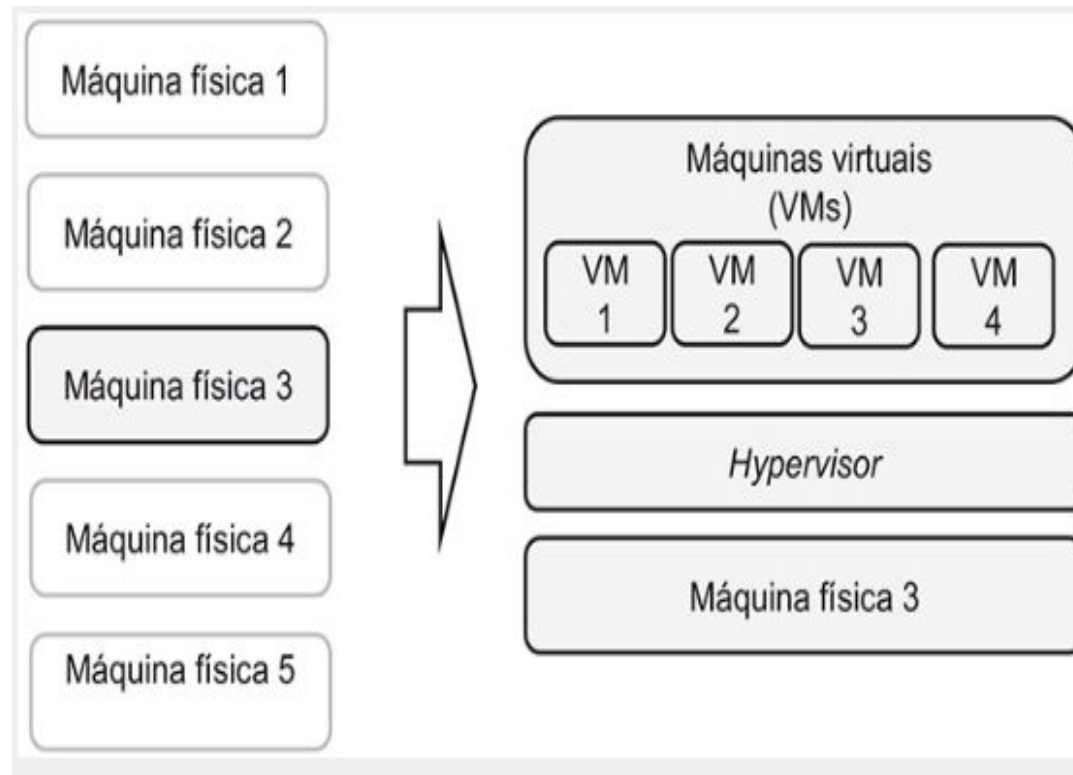 Máquina física 1
Máquina física 2
Máquina física 3
Máquina física 4
Máquina física 5
Máquinas virtuais
(VMs)
VM
1
VM
2
VM
3
VM
4
Hypervisor
Máquina física 3